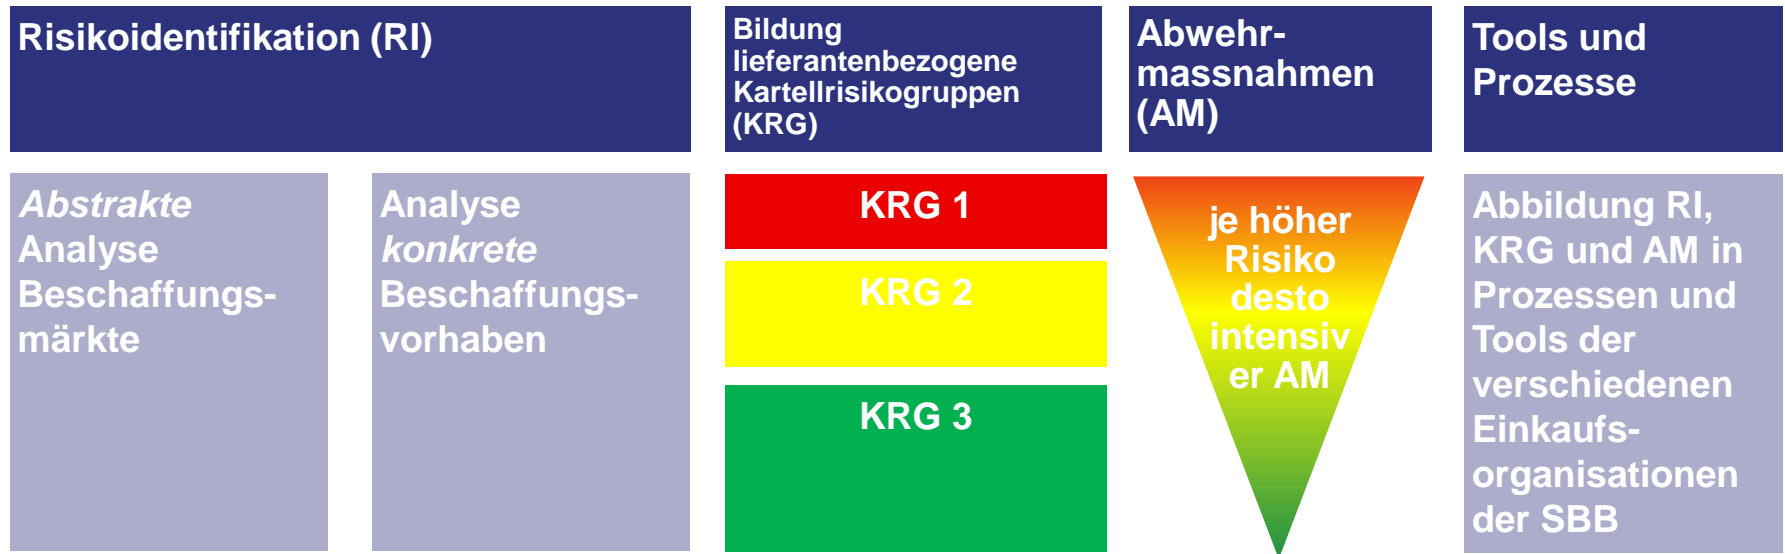 Risikoidentifikation (RI)
Bildung
lieferantenbezogene
Kartellrisikogruppen
(KRG)
Abwehr-
massnahmen
(AM)
Tools und
Prozesse
Abstrakte
Analyse
Beschaffungs-
märkte
Analyse
konkrete
Beschaffungs-
vorhaben
KRG 1
KRG 2
KRG 3
je höher
Risiko
desto
intensiv
er AM
Abbildung RI,
KRG und AM in
Prozessen und
Tools der
verschiedenen
Einkaufs-
organisationen
der SBB